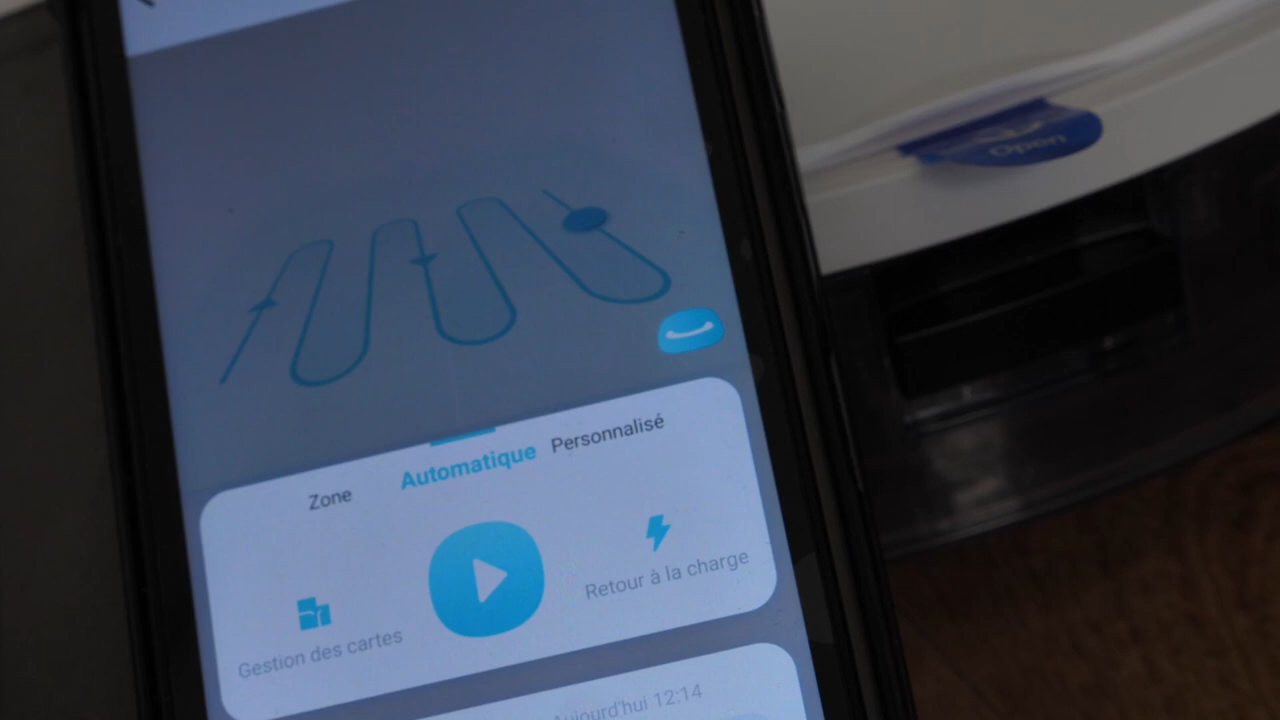 Open
Zone
Automatique
Personnalisé
Gestion des cartes
Retour à la charge
Aujourd'hui 12:14